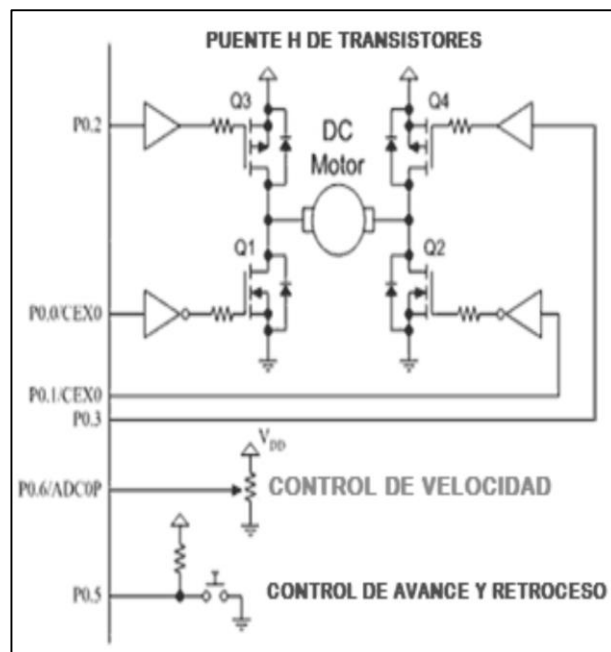 PUENTE H DE TRANSISTORES
Q3
Q4
P0.2
DC
Motor
Q1
Q2
P0.0/CEX0
P0.1/CEX0
P0.3
VDD
P0.6/ADC0P
CONTROL DE VELOCIDAD
P0.5
CONTROL DE AVANCE Y RETROCESO